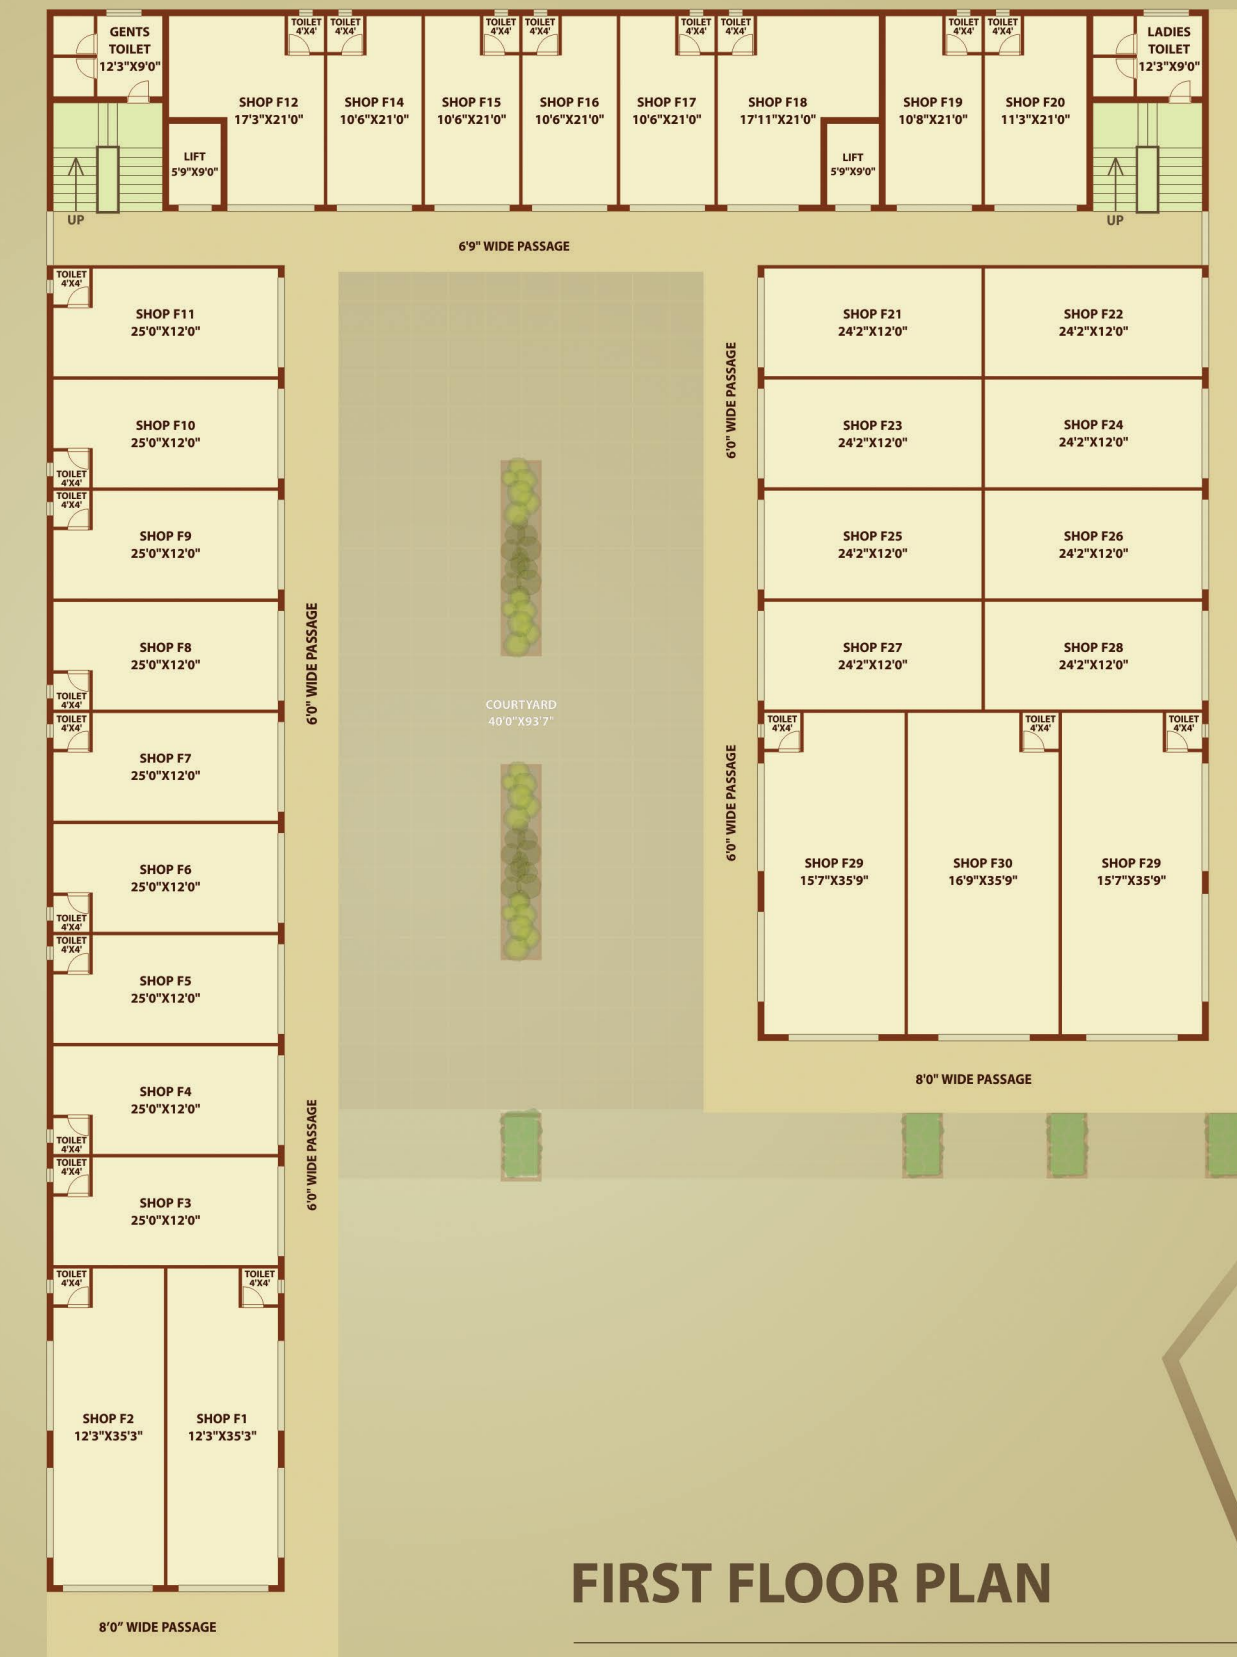 GENTS
TOILET
12'3"X9'0"
TOILET
4'X4'
TOILET
4'X4'
TOILET
4'X4'
TOILET
4'X4'
TOILET
4'X4'
TOILET
4'X4'
TOILET
4'X4'
TOILET
4'X4'
LADIES
TOILET
12'3"X9'0"
SHOP F12
17'3"X21'0"
SHOP F14
10'6"X21'0"
SHOP F15
10'6"X21'0"
SHOP F16
10'6"X21'0"
SHOP F17
10'6"X21'0"
SHOP F18
17'11"X21'0"
SHOP F19
10'8"X21'0"
SHOP F20
11'3"X21'0"
LIFT
5'9"X9'0"
LIFT
5'9"X9'0"
UP
UP
6'9" WIDE PASSAGE
TOILET
4'X4'
SHOP F11
25'0"X12'0"
SHOP F10
25'0"X12'0"
TOILET
4'X4'
TOILET
4'X4'
SHOP F9
25'0"X12'0"
SHOP F8
25'0"X12'0"
TOILET
4'X4'
TOILET
4'X4'
SHOP F7
25'0"X12'0"
SHOP F6
25'0"X12'0"
TOILET
4'X4'
TOILET
4'X4'
SHOP F5
25'0"X12'0"
SHOP F4
25'0"X12'0"
TOILET
4'X4'
TOILET
4'X4'
SHOP F3
25'0"X12'0"
TOILET
4'X4'
TOILET
4'X4'
SHOP F2
12'3"X35'3"
SHOP F1
12'3"X35'3"
8'0" WIDE PASSAGE
6'0" WIDE PASSAGE
6'0" WIDE PASSAGE
COURTYARD
40'0"X93'7"
6'0" WIDE PASSAGE
6'0" WIDE PASSAGE
SHOP F21
24'2"X12'0"
SHOP F22
24'2"X12'0"
SHOP F23
24'2"X12'0"
SHOP F24
24'2"X12'0"
SHOP F25
24'2"X12'0"
SHOP F26
24'2"X12'0"
SHOP F27
24'2"X12'0"
SHOP F28
24'2"X12'0"
TOILET
4'X4'
TOILET
4'X4'
TOILET
4'X4'
SHOP F29
15'7"X35'9"
SHOP F30
16'9"X35'9"
SHOP F29
15'7"X35'9"
8'0" WIDE PASSAGE
FIRST FLOOR PLAN